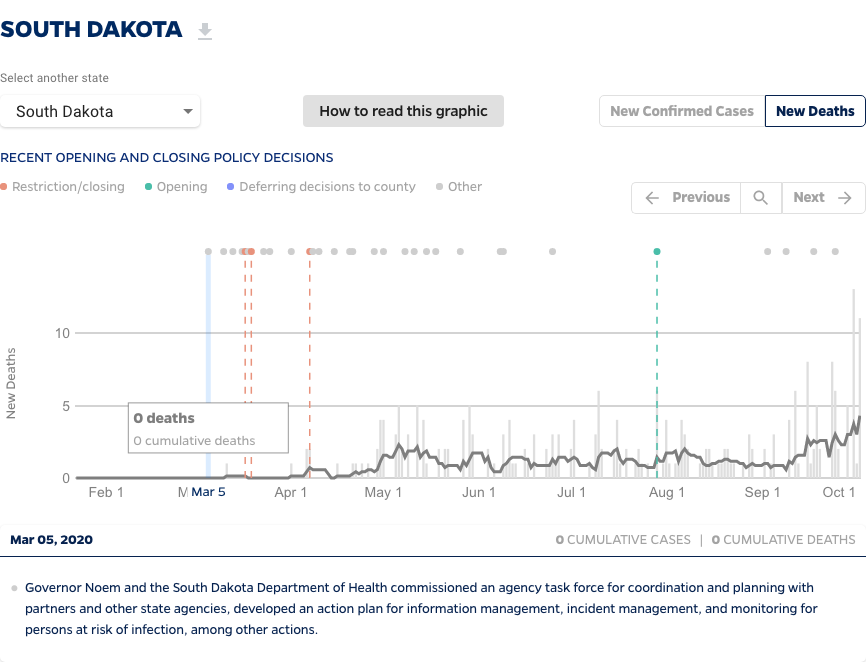 SOUTH DAKOTA
Select another state
South Dakota
How to read this graphic
New Confirmed Cases
New Deaths
RECENT OPENING AND CLOSING POLICY DECISIONS
Restriction/closing
Opening
Deferring decisions to county
Other
Previous
Next
New Deaths
10
5
0
0 deaths
0 cumulative deaths
Feb 1
M
Mar 5
Apr 1
May 1
Jun 1
Jul 1
Aug 1
Sep 1
Oct 1
Mar 05, 2020
0 CUMULATIVE CASES | 0 CUMULATIVE DEATHS
Governor Noem and the South Dakota Department of Health commissioned an agency task force for coordination and planning with
partners and other state agencies, developed an action plan for information management, incident management, and monitoring for
persons at risk of infection, among other actions.